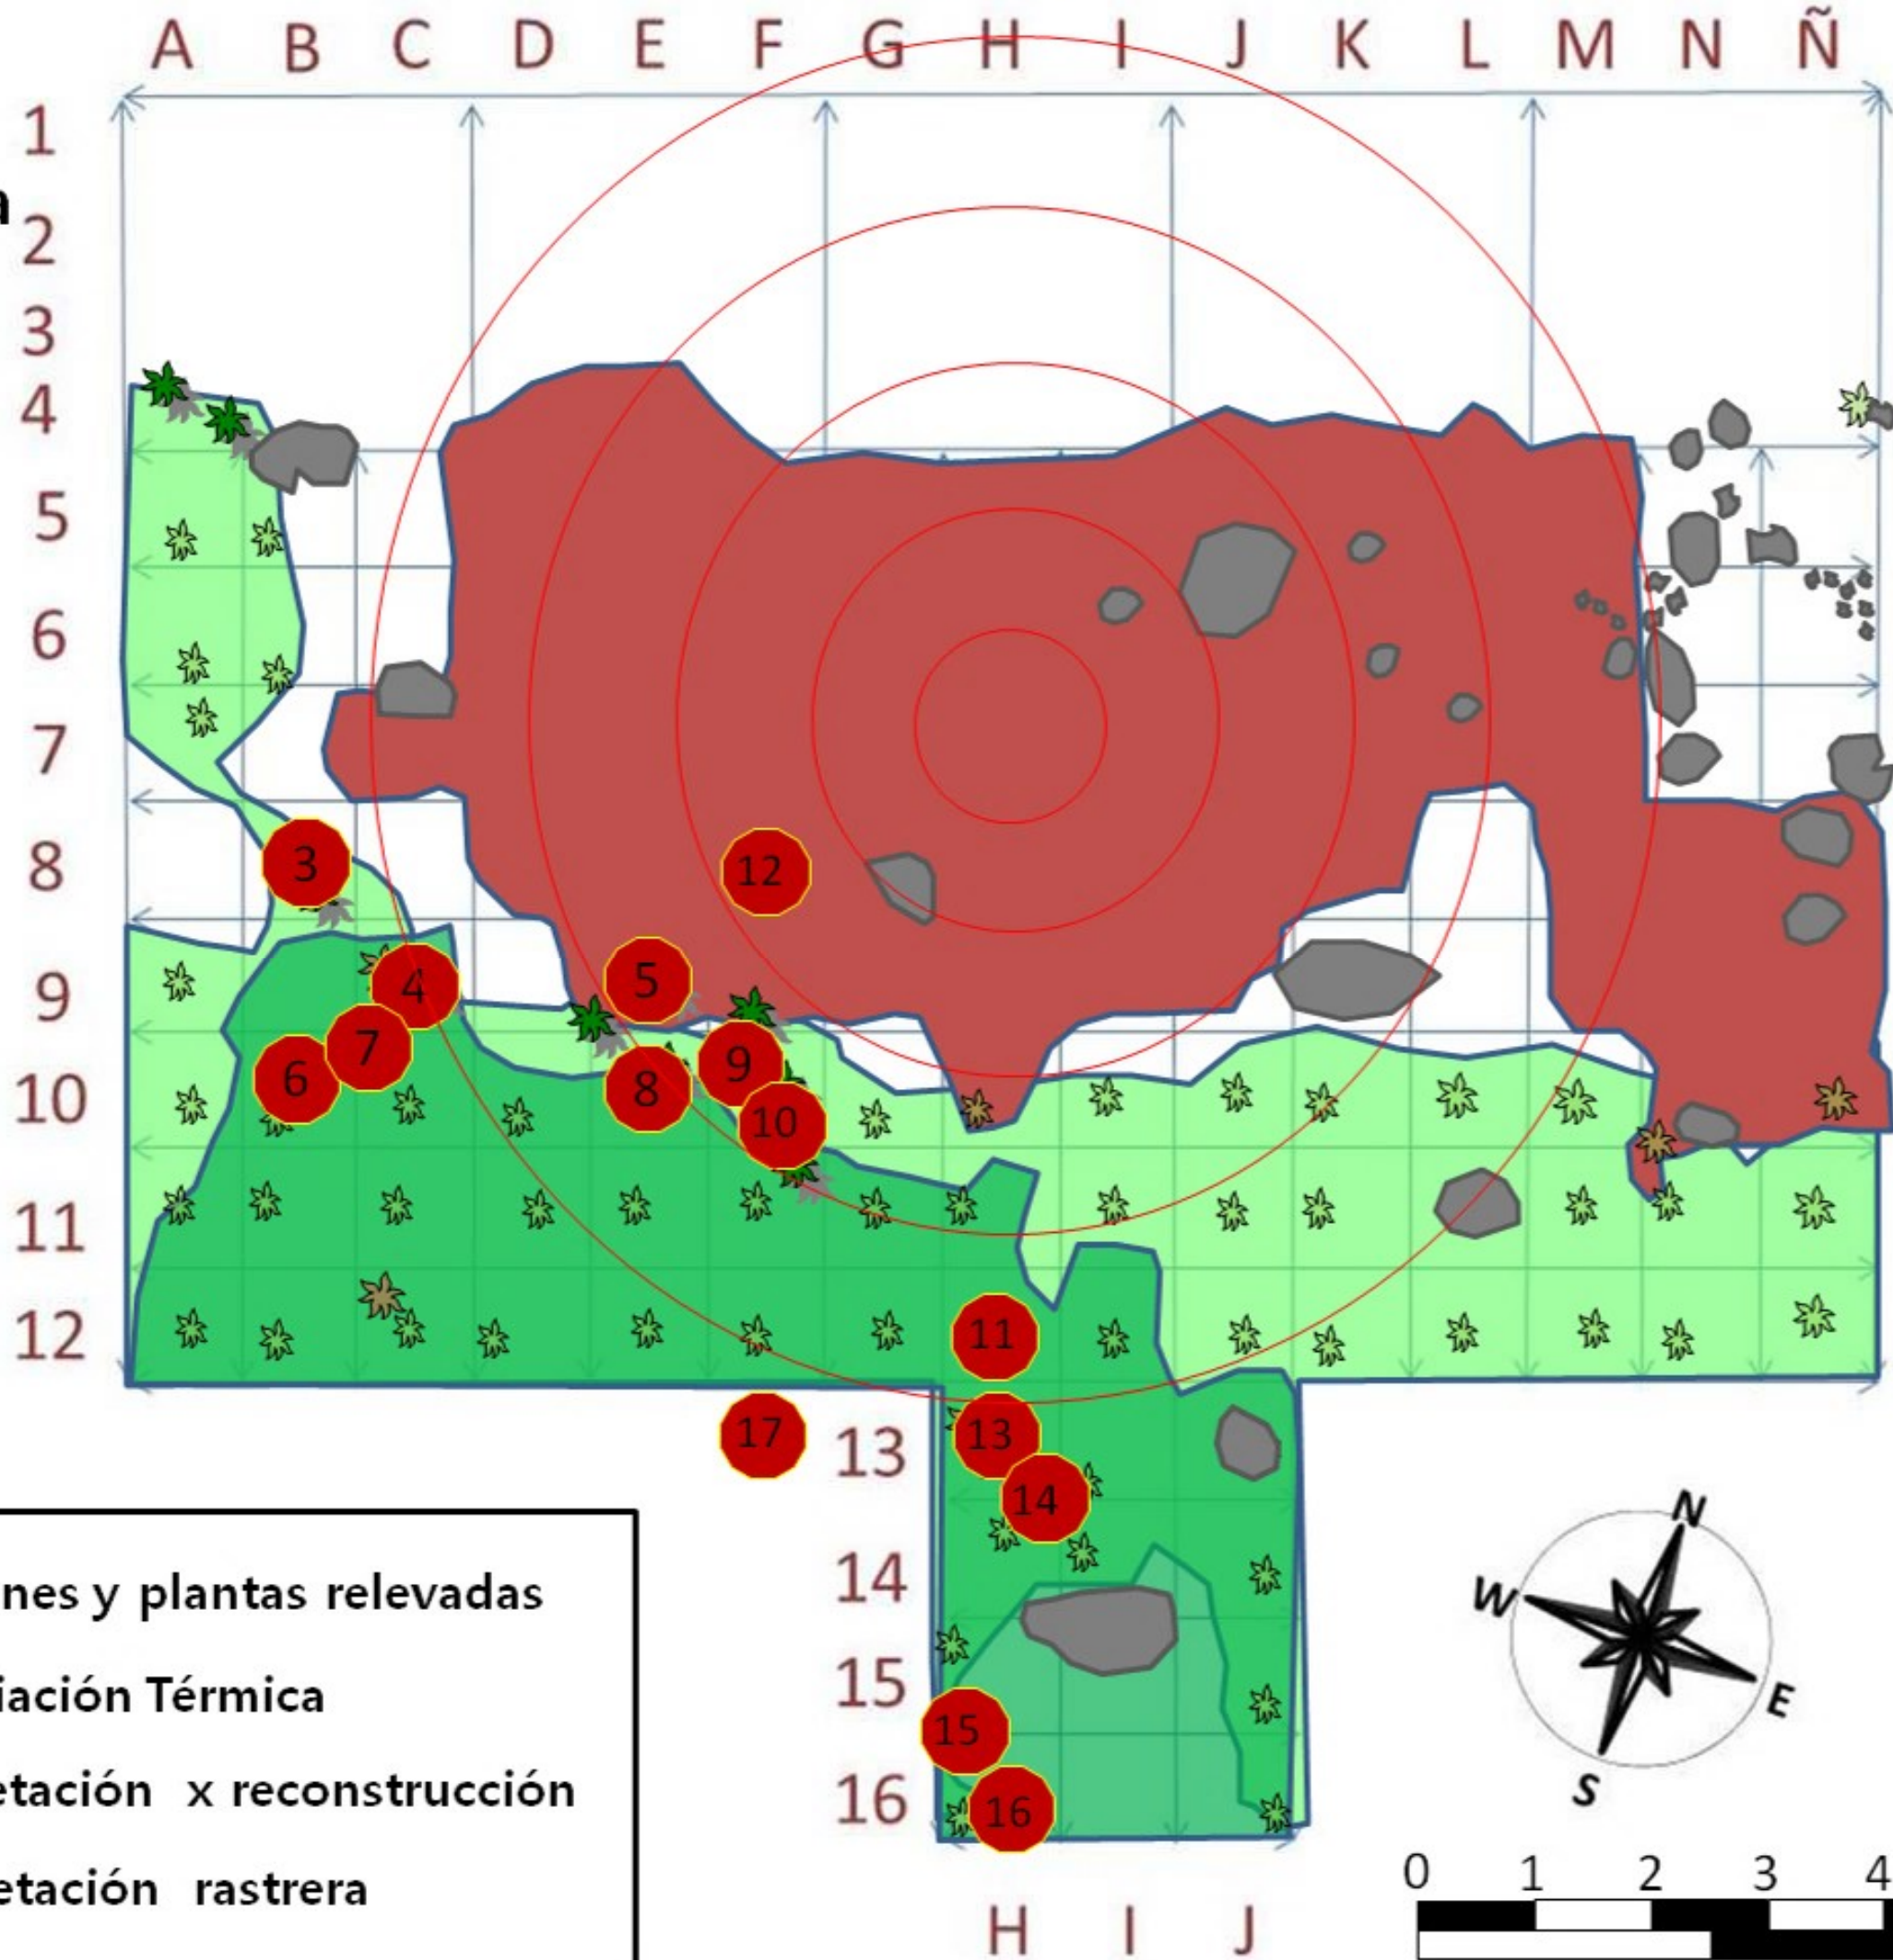 A B C D E F G H I J K L M N Ñ
1
a
2
3
4
5
6
7
8
3
12
9
4
5
7
9
10
6
8
10
11
12
11
17
13
13
14
14
15
15
16
16
N
W
E
S
nes y plantas relevadas
iación Térmica
etación x reconstrucción
etación rastrera
0 1 2 3 4
H I J